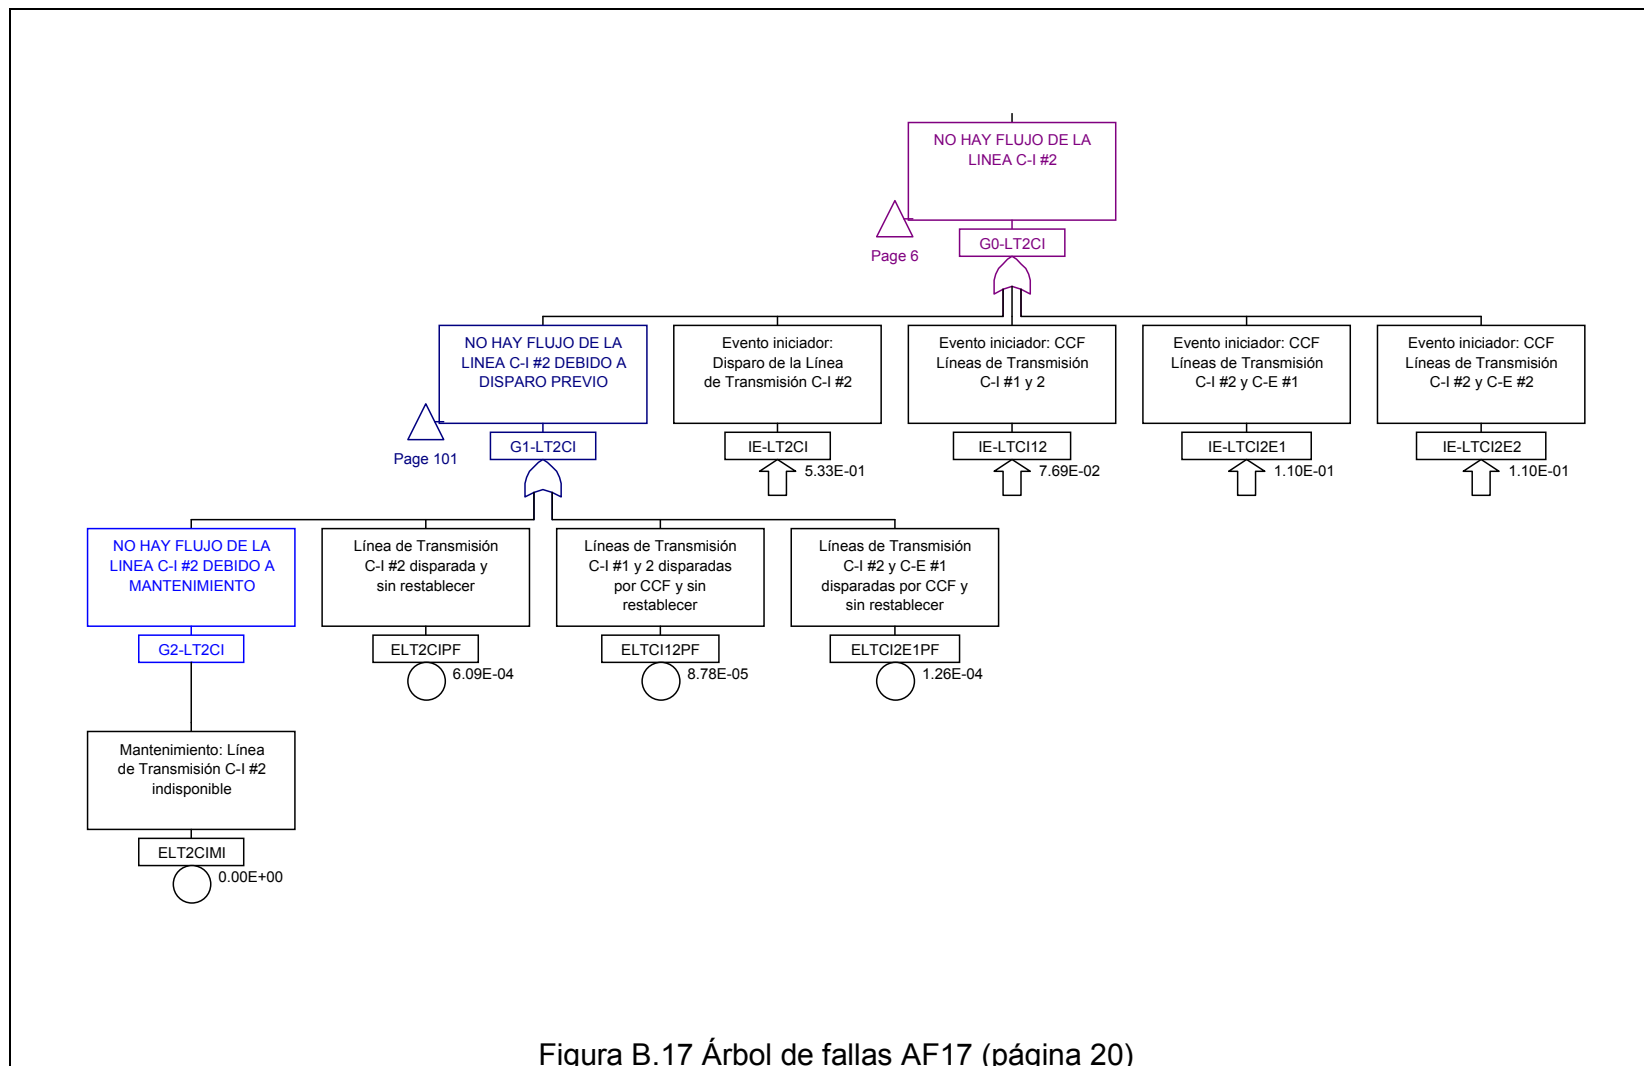 NO HAY FLUJO DE LA
LINEA C-I #2
Page 6
G0-LT2CI
NO HAY FLUJO DE LA
LINEA C-I #2 DEBIDO A
DISPARO PREVIO
Page 101
G1-LT2CI
Evento iniciador:
Disparo de la Línea
de Transmisión C-I #2
IE-LT2CI
5.33E-01
Evento iniciador: CCF
Líneas de Transmisión
C-I #1 y 2
IE-LTCI12
7.69E-02
Evento iniciador: CCF
Líneas de Transmisión
C-I #2 y C-E #1
IE-LTCI2E1
1.10E-01
Evento iniciador: CCF
Líneas de Transmisión
C-I #2 y C-E #2
IE-LTCI2E2
1.10E-01
NO HAY FLUJO DE LA
LINEA C-I #2 DEBIDO A
MANTENIMIENTO
G2-LT2CI
Línea de Transmisión
C-I #2 disparada y
sin restablecer
ELT2CIPF
6.09E-04
Líneas de Transmisión
C-I #1 y 2 disparadas
por CCF y sin
restablecer
ELTCI12PF
8.78E-05
Líneas de Transmisión
C-I #2 y C-E #1
disparadas por CCF y
sin restablecer
ELTCI2E1PF
1.26E-04
Mantenimiento: Línea
de Transmisión C-I #2
indisponible
ELT2CIMI
0.00E+00
Figura B.17 Árbol de fallas AF17 (página 20)